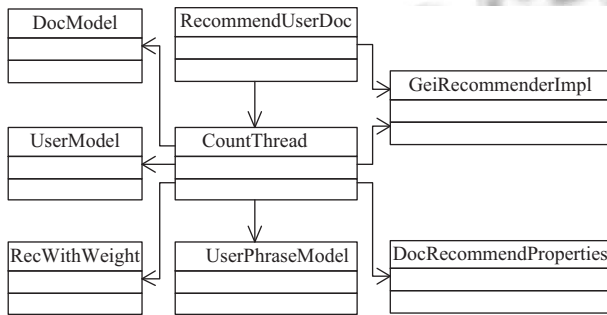 DocModel
RecommendUserDoc
GeiRecommenderImpl
UserModel
CountThread
RecWithWeight
UserPhraseModel
DocRecommendProperties